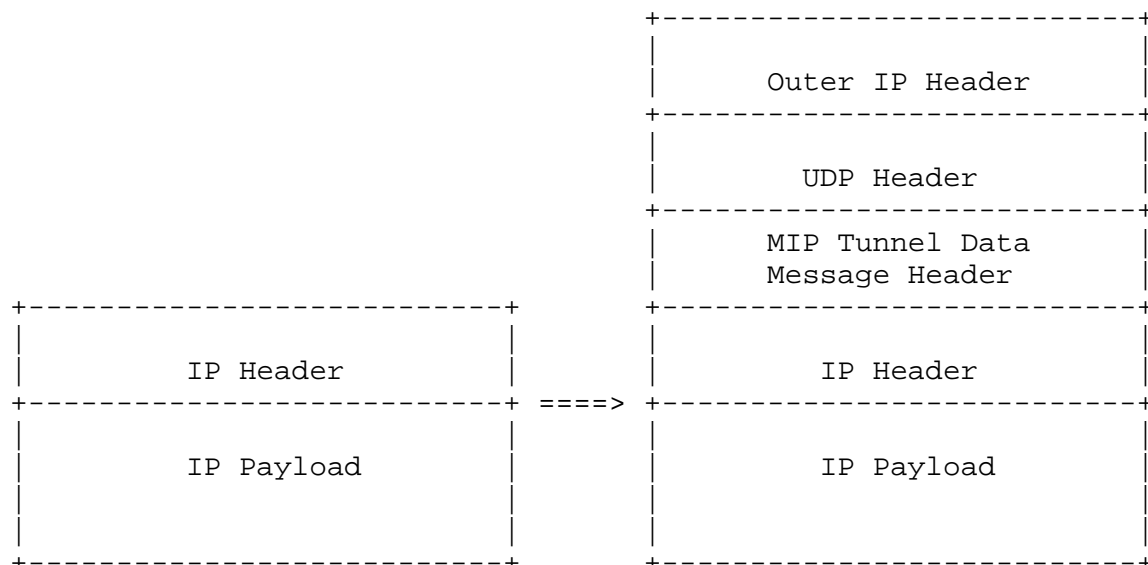 Outer IP Header
UDP Header
MIP Tunnel Data
Message Header
IP Header
IP Header
====>
IP Payload
IP Payload